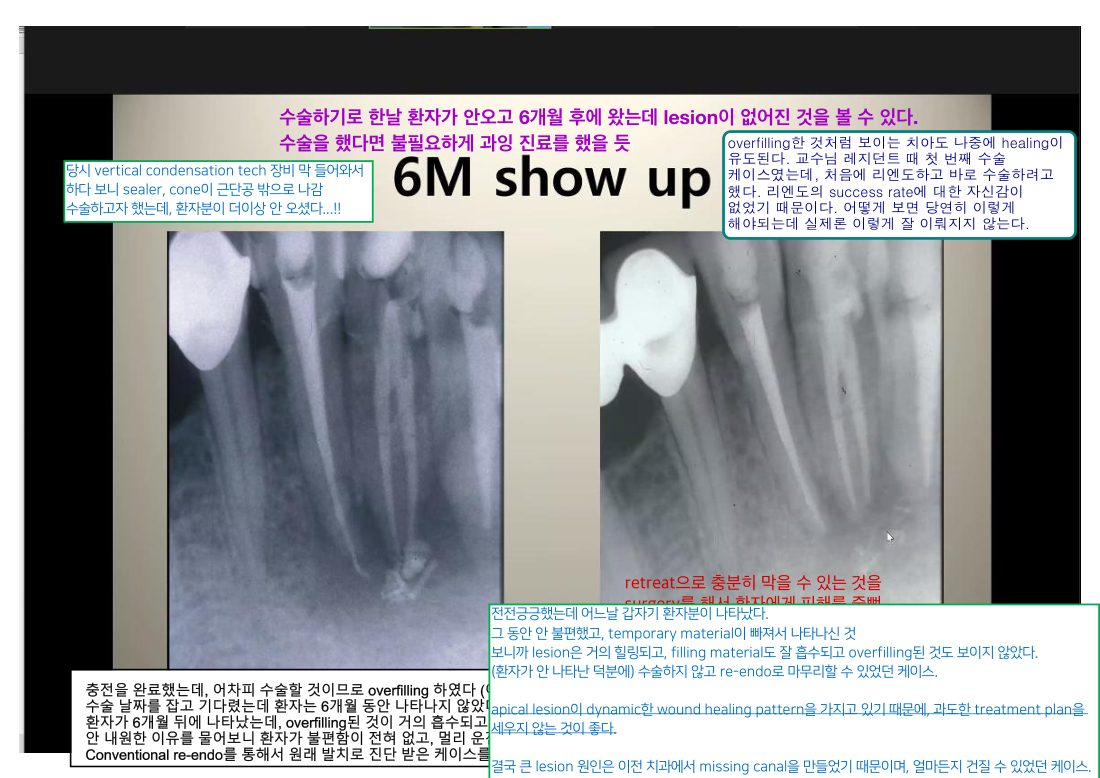 수술하기로 한날 환자가 안오고 6개월 후에 왔는데 lesion이 없어진 것을 볼 수 있다.
수술을 했다면 불필요하게 과잉 진료를 했을 듯
당시 vertical condensation tech 장비 막 들어와서
하다 보니 sealer, cone이 근단공 밖으로 나감
수술하고자 했는데, 환자분이 더이상 안 오셨다...!!
6M show up
overfilling한 것처럼 보이는 치아도 나중에 healing이
유도된다. 교수님 레지던트 때 첫 번째 수술
케이스였는데, 처음에 리엔도하고 바로 수술하려고
했다. 리엔도의 success rate에 대한 자신감이
없었기 때문이다. 어떻게 보면 당연히 이렇게
해야되는데 실제론 이렇게 잘 이뤄지지 않는다.
retreat으로 충분히 막을 수 있는 것을
surgery를 해서 환자에게 피해를 줄뻔
전전긍긍했는데 어느날 갑자기 환자분이 나타났다.
그 동안 안 불편했고, temporary material이 빠져서 나타나신 것
보니까 lesion은 거의 힐링되고, filling material도 잘 흡수되고 overfilling된 것도 보이지 않았다.
(환자가 안 나타난 덕분에) 수술하지 않고 re-endo로 마무리할 수 있었던 케이스.
apical lesion이 dynamic한 wound healing pattern을 가지고 있기 때문에, 과도한 treatment plan을
세우지 않는 것이 좋다.
결국 큰 lesion 원인은 이전 치과에서 missing canal을 만들었기 때문이며, 얼마든지 건질 수 있었던 케이스.
충전을 완료했는데, 어차피 수술할 것이므로 overfilling 하였다
수술 날짜를 잡고 기다렸는데 환자는 6개월 동안 나타나지 않았
환자가 6개월 뒤에 나타났는데, overfilling된 것이 거의 흡수되고
안 내원한 이유를 물어보니 환자가 불편함이 전혀 없고, 멀리
Conventional re-endo를 통해서 원래 발치로 진단 받은 케이스를